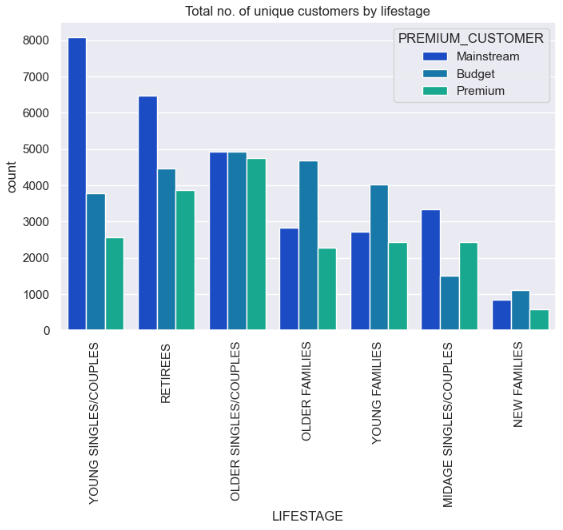 Total no. of unique customers by lifestage
PREMIUM_CUSTOMER
Mainstream
Budget
Premium
8000
7000
6000
5000
4000
3000
2000
1000
0
count
YOUNG SINGLES/COUPLES
RETIREES
OLDER SINGLES/COUPLES
OLDER FAMILIES
YOUNG FAMILIES
MIDAGE SINGLES/COUPLES
NEW FAMILIES
LIFESTAGE